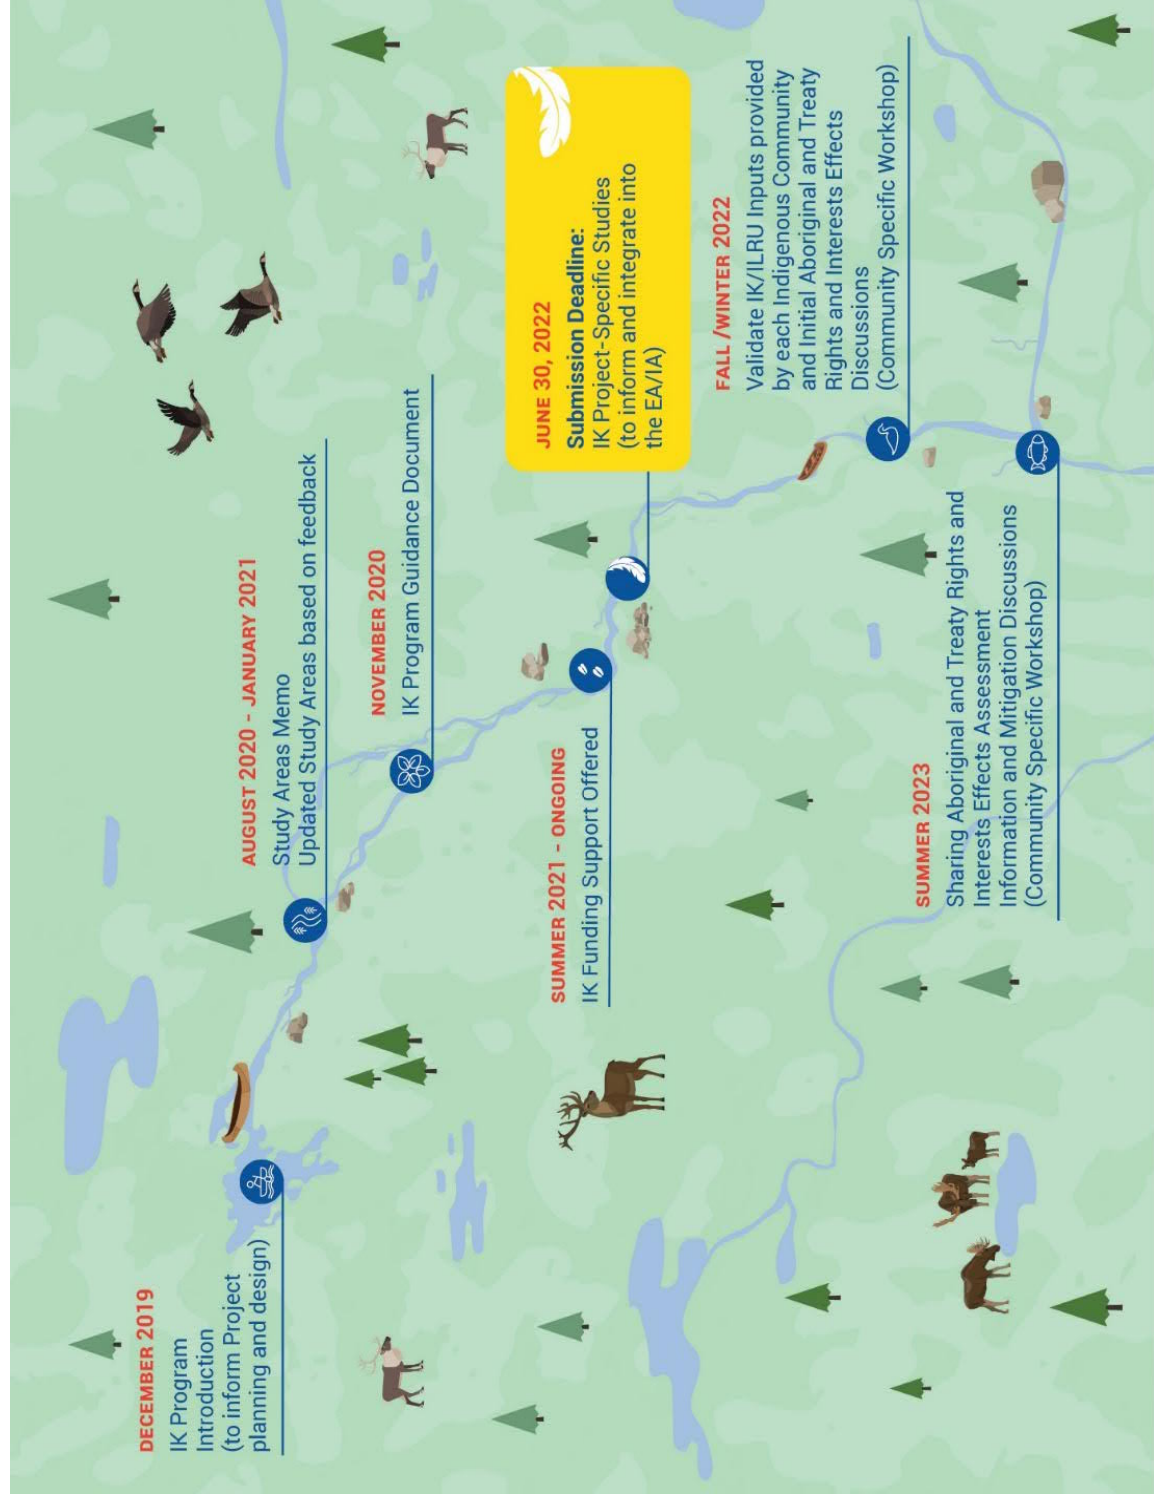 DECEMBER 2019
IK Program
Introduction
(to inform Project
planning and design)
AUGUST 2020 - JANUARY 2021
Study Areas Memo
Updated Study Areas based on feedback
NOVEMBER 2020
IK Program Guidance Document
SUMMER 2021 - ONGOING
IK Funding Support Offered
JUNE 30, 2022
Submission Deadline:
IK Project-Specific Studies
(to inform and integrate into
the EA/IA)
FALL /WINTER 2022
Validate IK/ILRU Inputs provided
by each Indigenous Community
and Initial Aboriginal and Treaty
Rights and Interests Effects
Discussions
(Community Specific Workshop)
SUMMER 2023
Sharing Aboriginal and Treaty Rights and
Interests Effects Assessment
Information and Mitigation Discussions
(Community Specific Workshop)